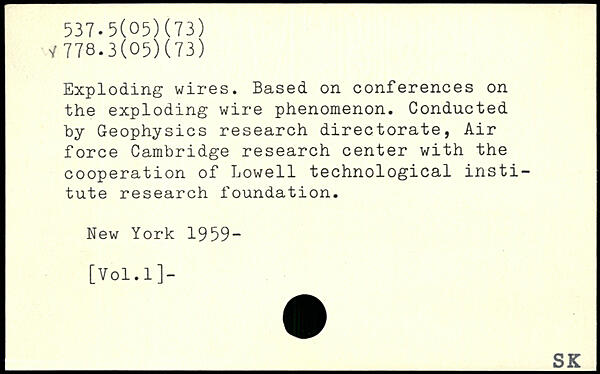 537.5(05)(73)
√778.3(05)(73)
Exploding wires. Based on conferences on
the exploding wire phenomenon. Conducted
by Geophysics research directorate, Air
force Cambridge research center with the
cooperation of Lowell technological insti-
tute research foundation.
New York 1959-
[Vol.1]-
SK